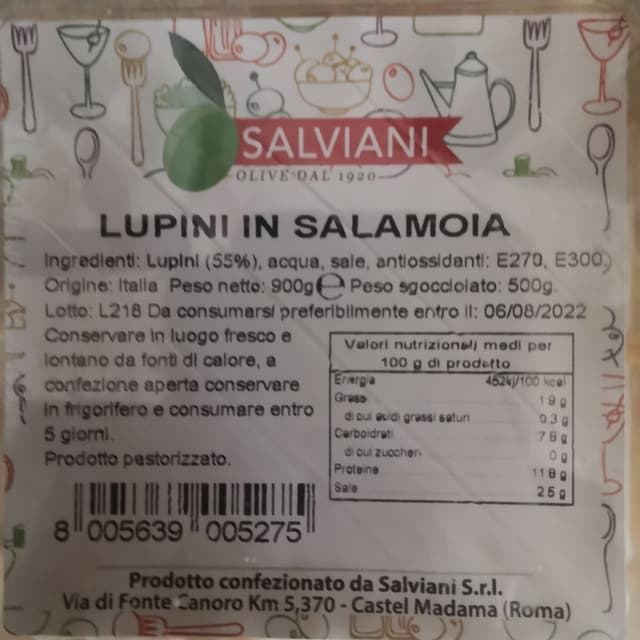 SALVIANI
OLIVE DAL 1920
LUPINI IN SALAMOIA
Ingredienti: Lupini (55%), acqua, sale, antiossidanti: E270, E300,
Origine: Italia Peso netto: 900g e Peso sgocciolato: 500g.
Lotto: L218 Da consumarsi preferibilmente entro il: 06/08/2022
Conservare in luogo fresco e
lontano da fonti di calore, a
confezione aperta conservare
in frigorifero e consumare entro
5 giorni.
Prodotto pastorizzato.
Valori nutrizionali medi per
100 g di prodotto
Energia 452kj/100 kcal
Grassi 1 9 g
di cui acidi grassi saturi 0.3 g
Carboidrati 7 8 g
di cui zuccheri 0 g
Proteine 11 8 g
Sale 2 5 g
8 005639 005275
Prodotto confezionato da Salviani S.r.l.
Via di Fonte Canoro Km 5,370 - Castel Madama (Roma)